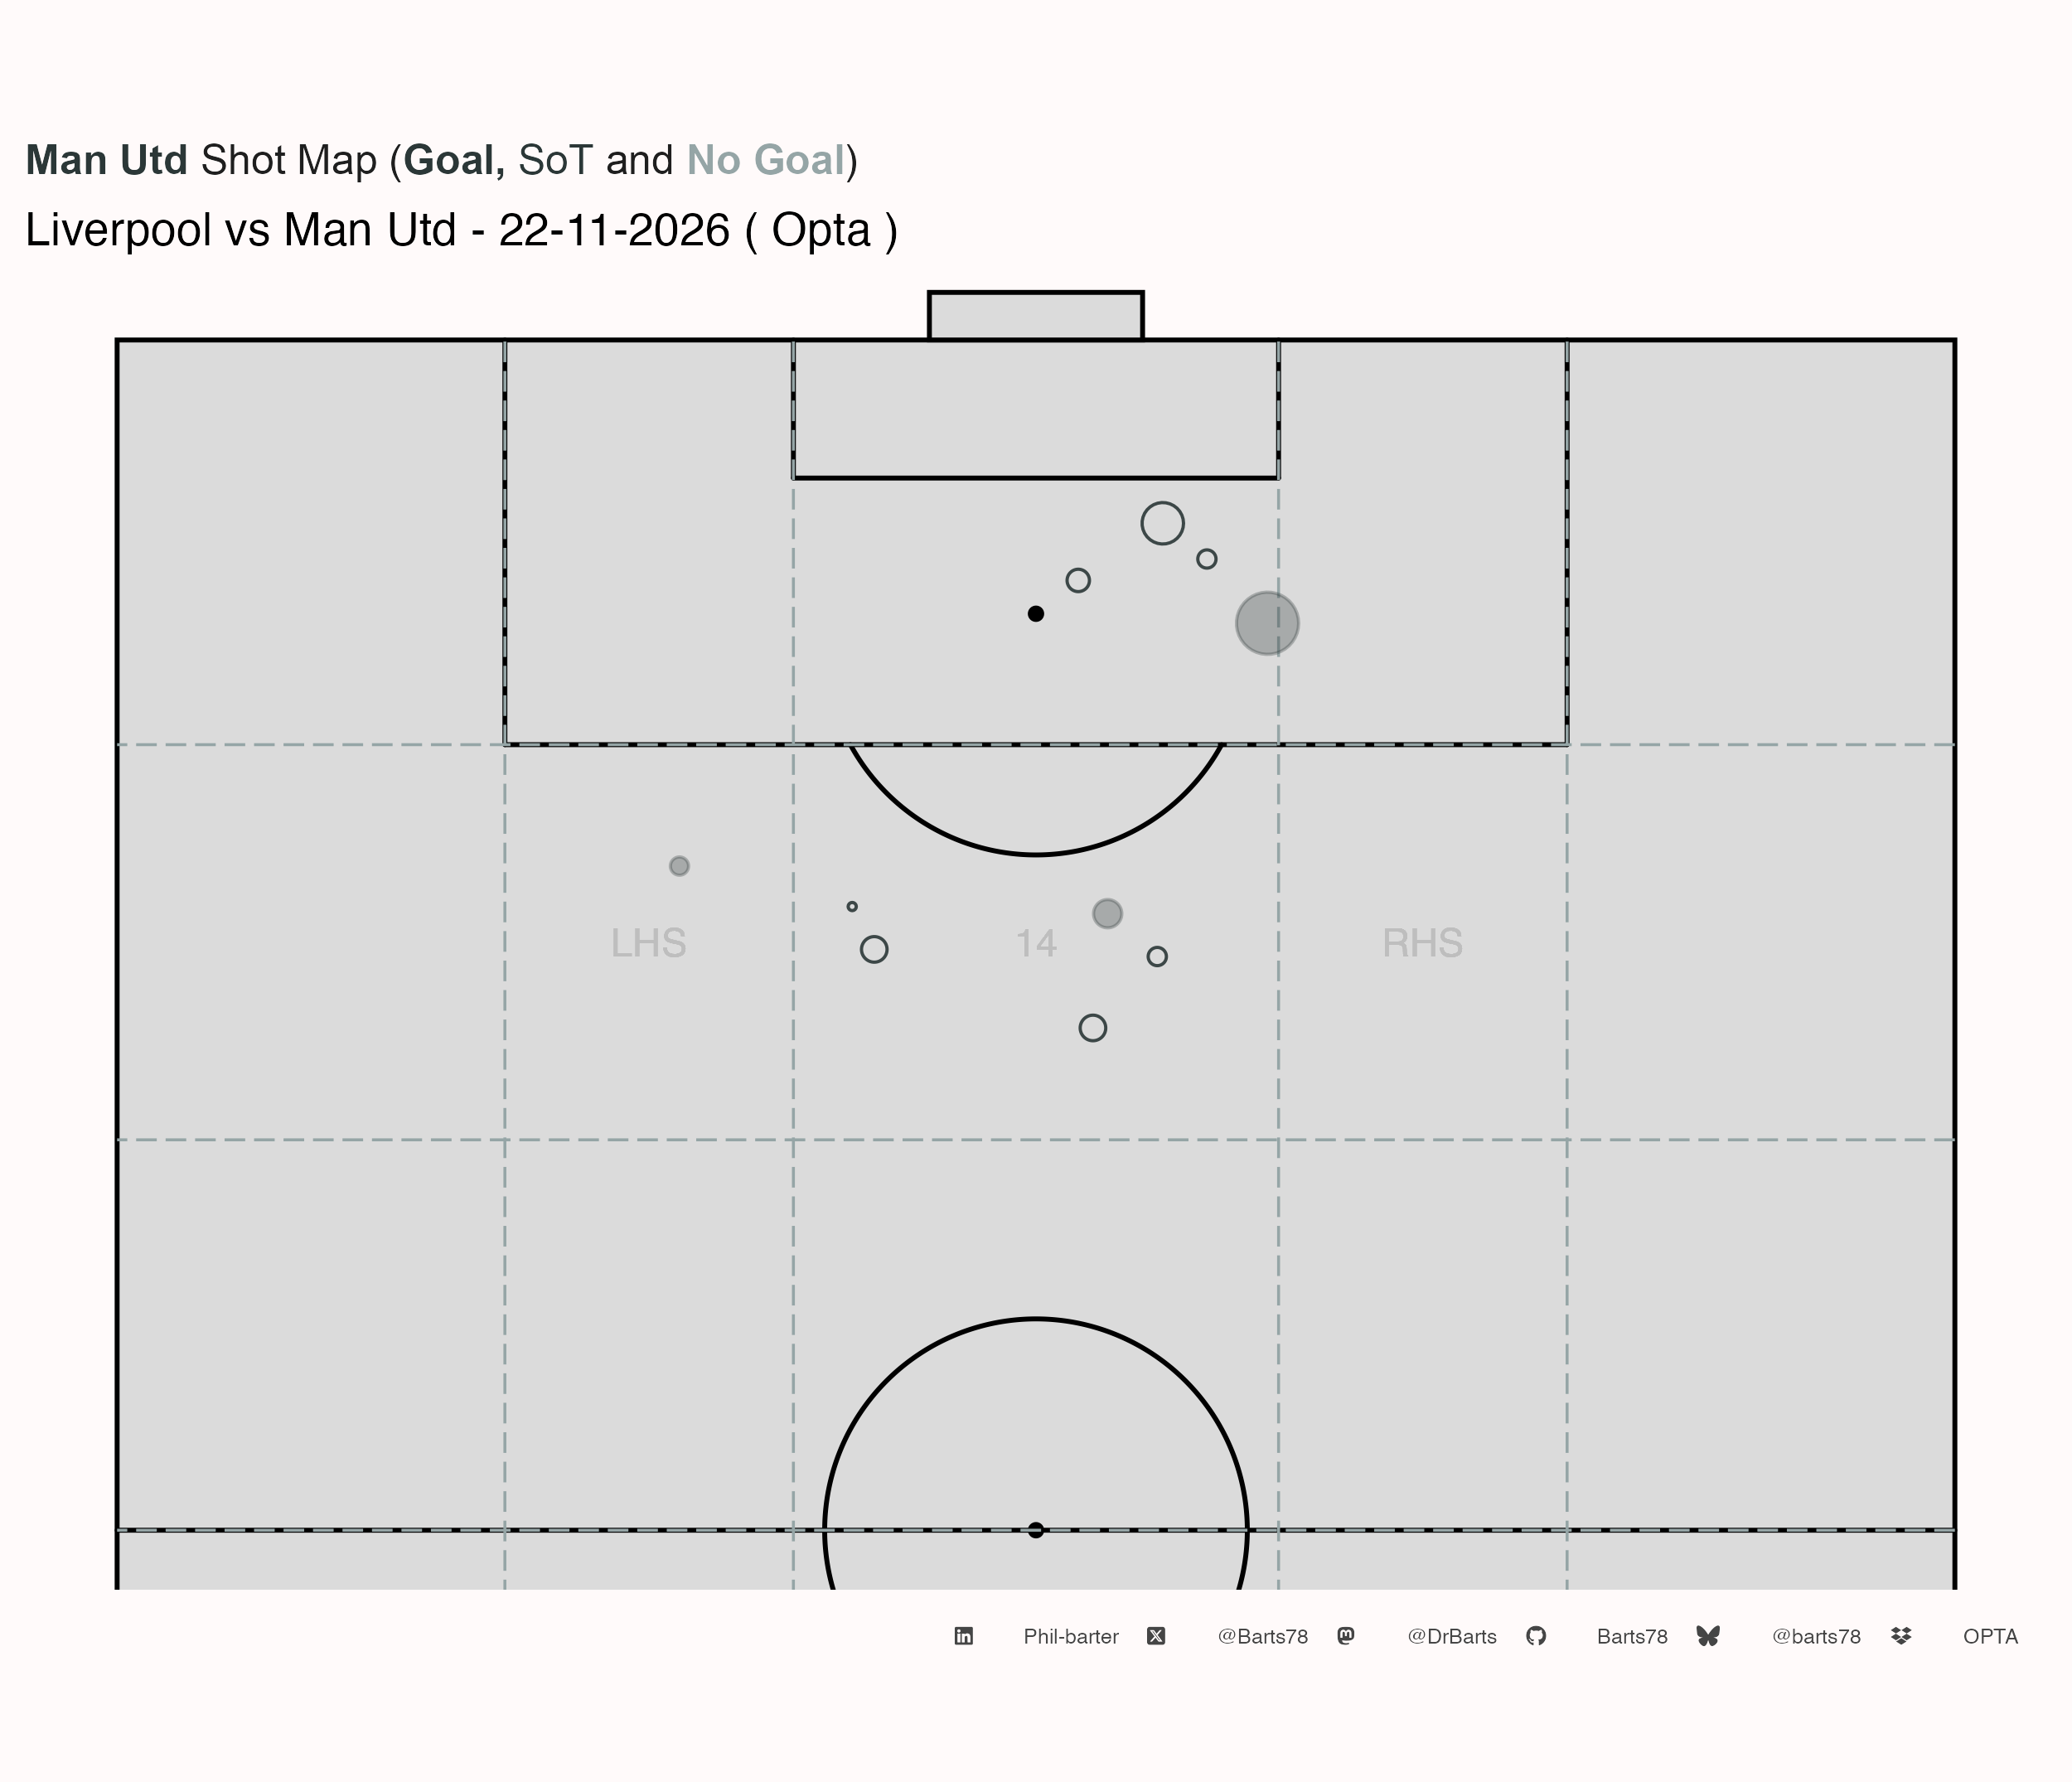 Man Utd Shot Map (Goal, SoT and No Goal)
Liverpool vs Man Utd - 22-11-2026 ( Opta )
LHS 14 RHS
Phil-barter @Barts78 @DrBarts Barts78 @barts78 OPTA